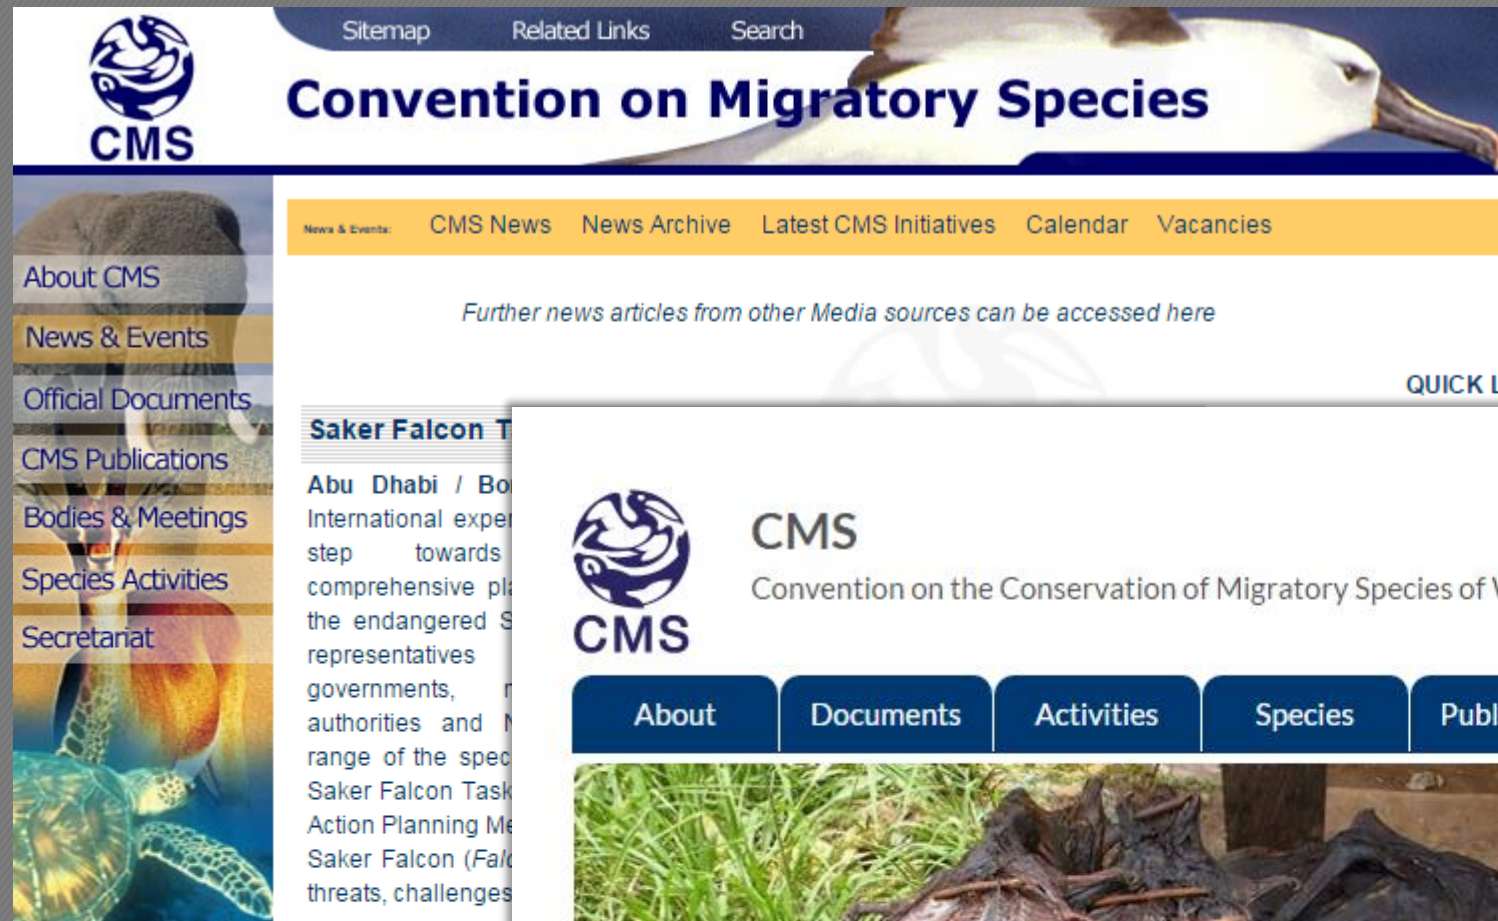 Sitemap Related Links Search
CMS
Convention on Migratory Species
News & Events: CMS News News Archive Latest CMS Initiatives Calendar Vacancies
About CMS
News & Events
Official Documents
CMS Publications
Bodies & Meetings
Species Activities
Secretariat
Further news articles from other Media sources can be accessed here
QUICK L
Saker Falcon T
Abu Dhabi / Bo
International exper
step towards
comprehensive pla
the endangered S
representatives
governments,
authorities and
range of the spec
Saker Falcon Task
Action Planning Me
Saker Falcon (Falc
threats, challenges
CMS
CMS
Convention on the Conservation of Migratory Species of W
About Documents Activities Species Publ